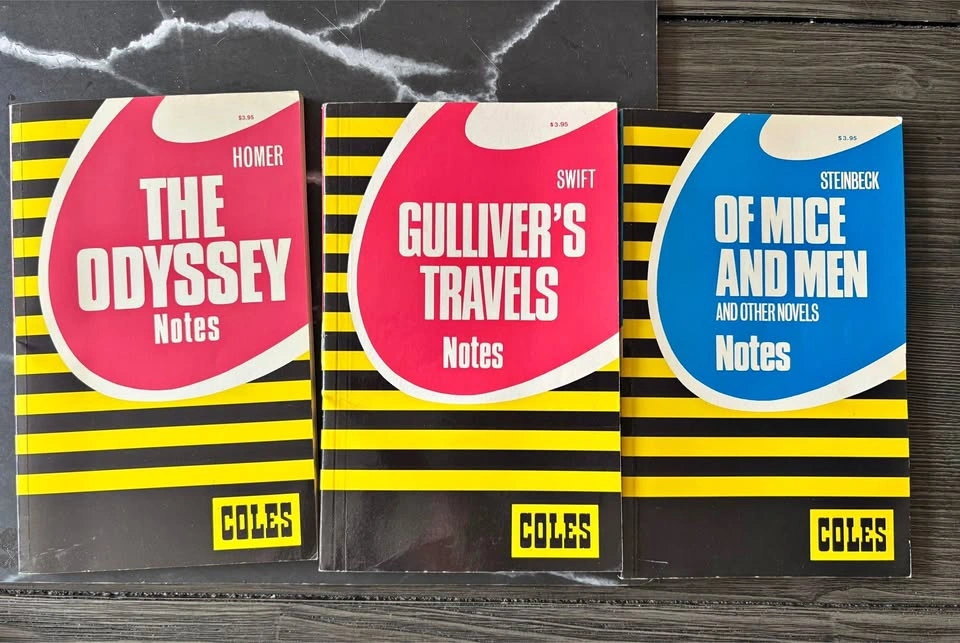 $3.95
HOMER
THE
ODYSSEY
Notes
COLES
$3.95
SWIFT
GULLIVER'S
TRAVELS
Notes
COLES
$3.95
STEINBECK
OF MICE
AND MEN
AND OTHER NOVELS
Notes
COLES